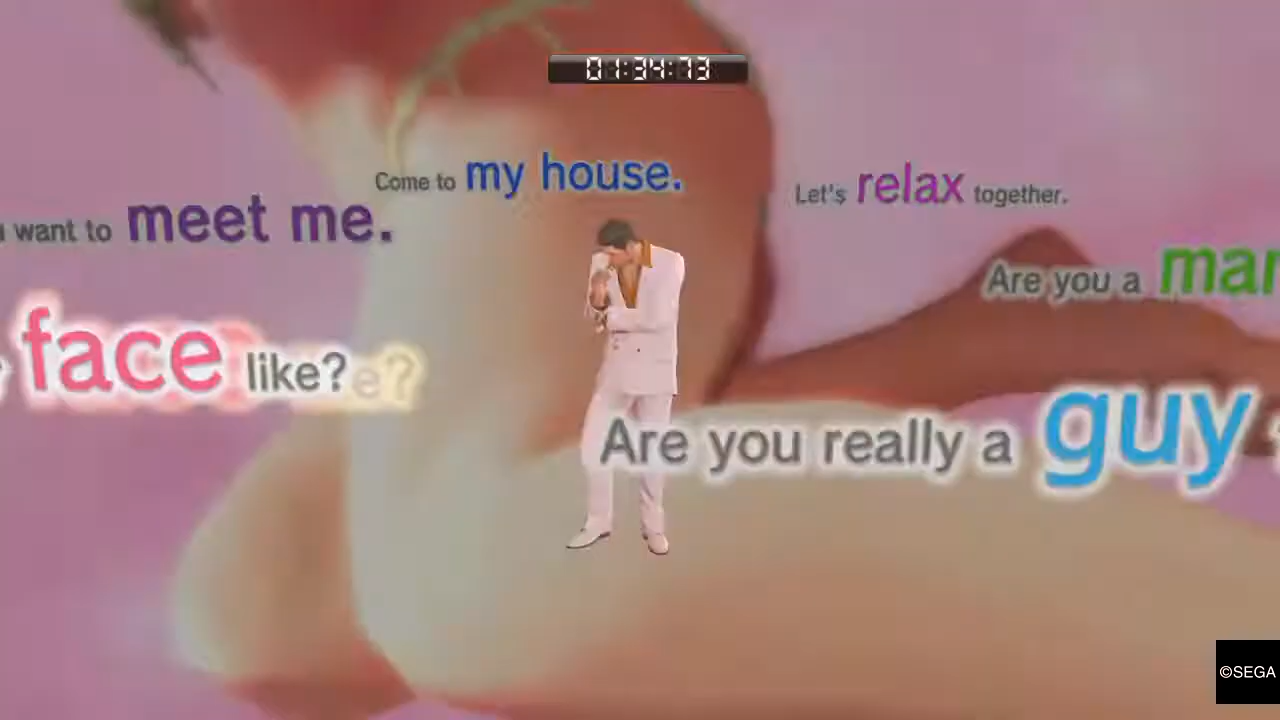 01:34:73
Come to my house.
Let's relax together.
want to meet me.
Are you a
face like?
Are you really a guy
©SEGA